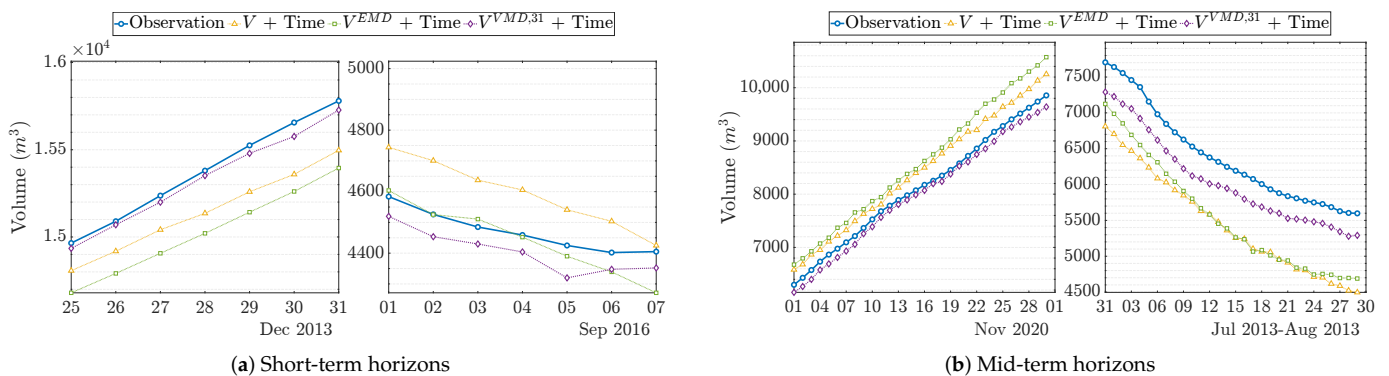 Observation V + Time V^EMD + Time V^VMD,31 + Time
×10^4
1.6
1.55
1.5
Volume (m^3)
25 26 27 28 29 30 31
Dec 2013
5000
4800
4600
4400
01 02 03 04 05 06 07
Sep 2016
(a) Short-term horizons
Observation V + Time V^EMD + Time V^VMD,31 + Time
10,000
9000
8000
7000
Volume (m^3)
01 04 07 10 13 16 19 22 25 28 01
Nov 2020
7500
7000
6500
6000
5500
5000
4500
31 03 06 09 12 15 18 21 24 27 30
Jul 2013-Aug 2013
(b) Mid-term horizons